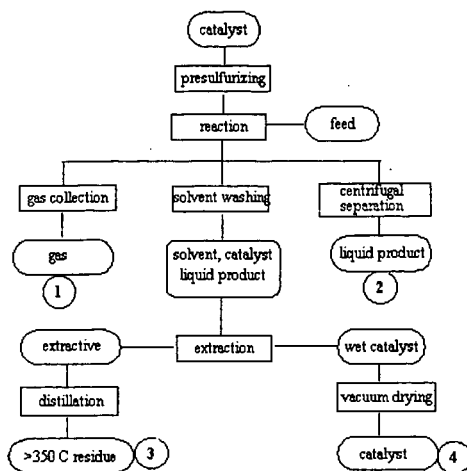 catalyst
presulfurizing
reaction
feed
gas collection
solvent washing
centrifugal
separation
gas
solvent, catalyst
liquid product
liquid product
1
2
extractive
extraction
wet catalyst
distillation
vacuum drying
>350 C residue
3
catalyst
4